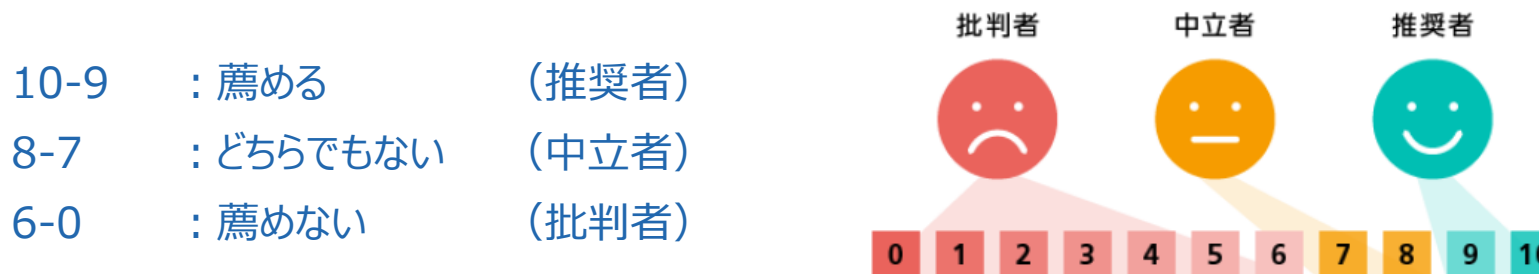 10-9 : 薦める （推奨者）
8-7 : どちらでもない （中立者）
6-0 : 薦めない （批判者）
批判者 中立者 推奨者
0 1 2 3 4 5 6 7 8 9 10